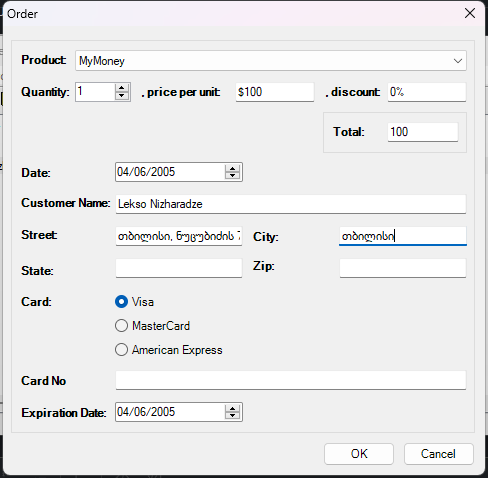 Order
Product: MyMoney
Quantity: 1 , price per unit: $100 , discount: 0%
Total: 100
Date: 04/06/2005
Customer Name: Lekso Nizharadze
Street: თბილისი, ნუცუბიძის City: თბილისი
State: Zip:
Card: Visa
MasterCard
American Express
Card No
Expiration Date: 04/06/2005
OK Cancel